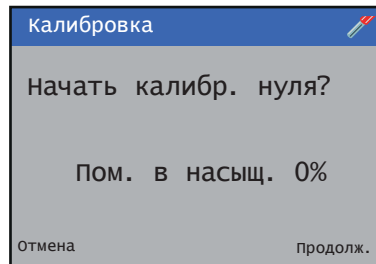 Калибровка
Начать калибр. нуля?
Пом. в насыщ. 0%
Отмена
Продолж.